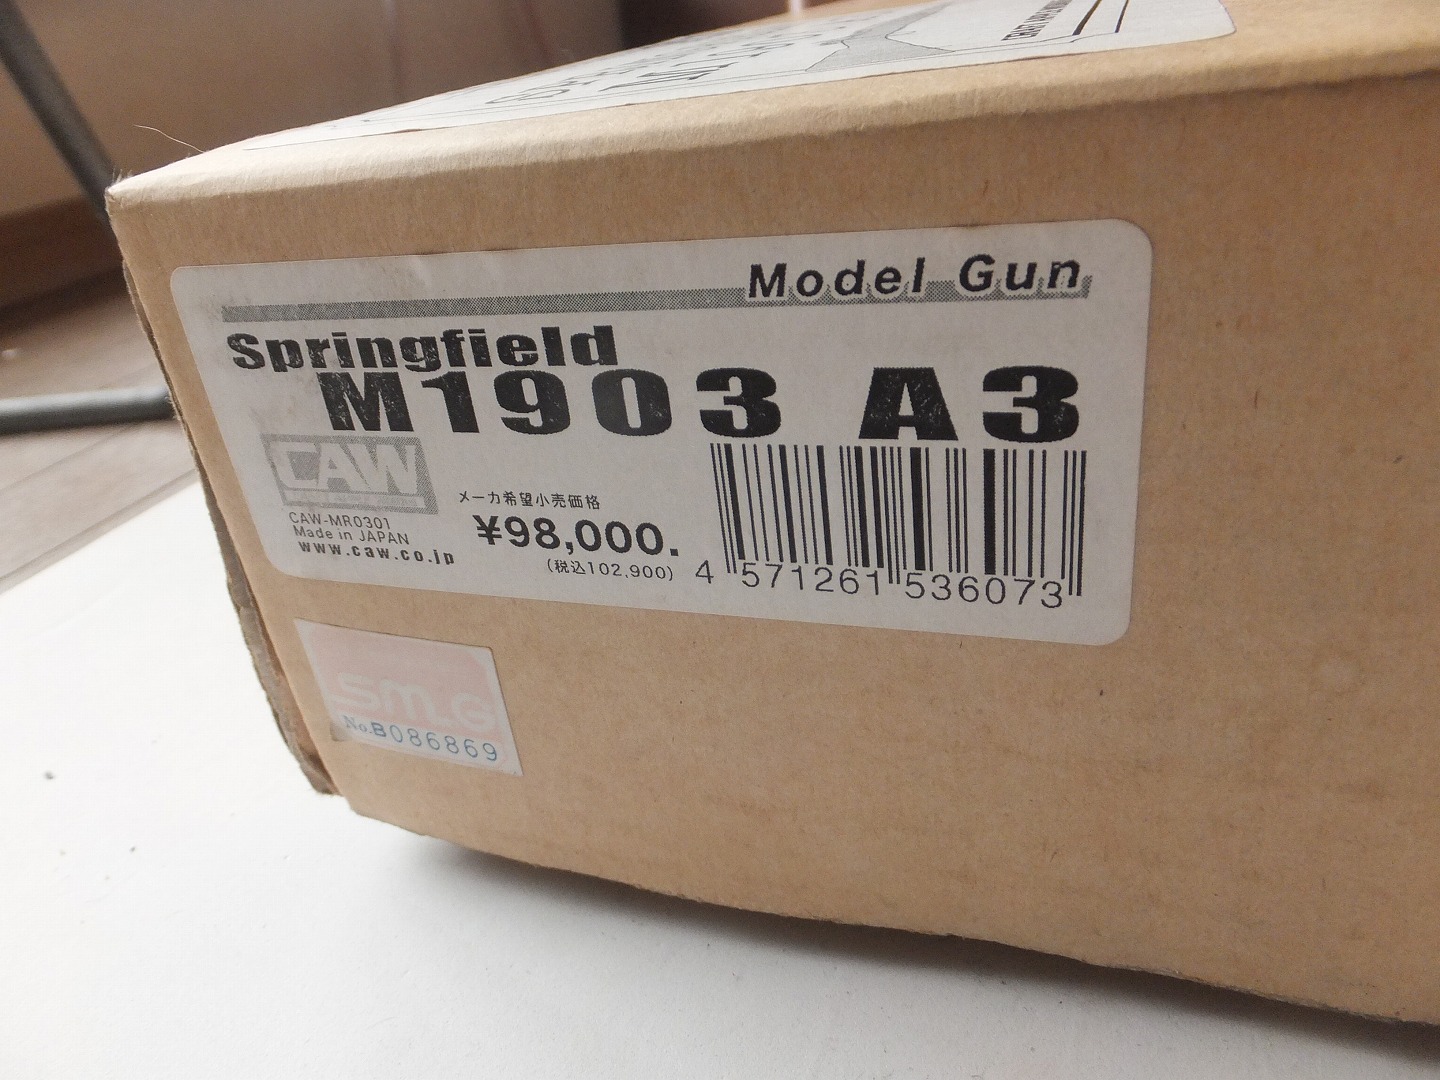 Model Gun
Springfield
M1903 A3
CAW
CAW-MR0301
Made in JAPAN
www.caw.co.jp
メーカ希望小売価格
¥98,000.
(税込102,900)
4 571261 536073
SM.G
No.B086869